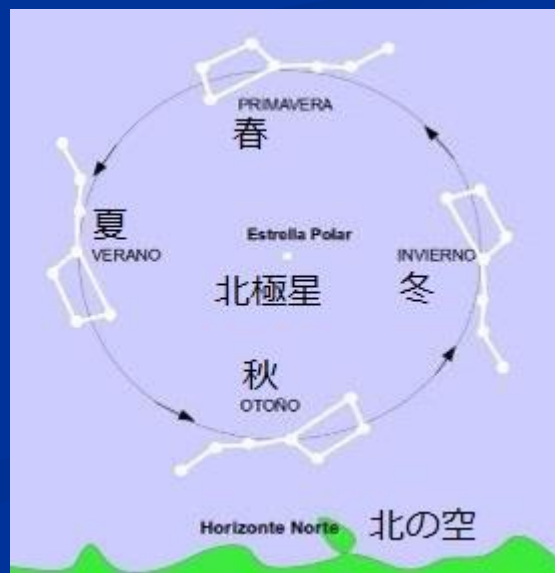 PRIMAVERA
春
夏
VERANO
Estrella Polar
北極星
INVIERNO
冬
秋
OTOÑO
Horizonte Norte
北の空